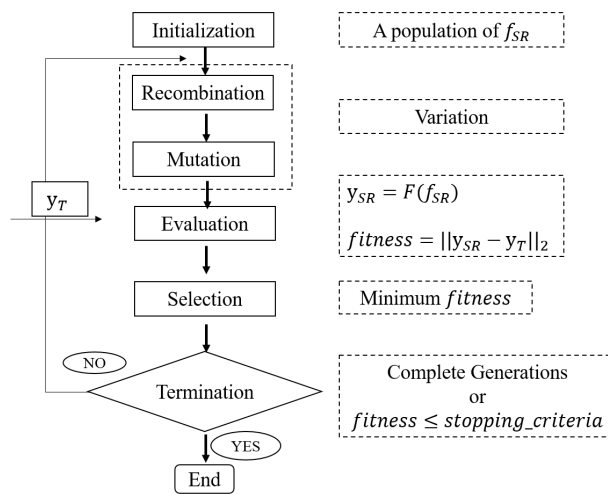 Initialization
A population of f_SR
Recombination
Variation
Mutation
y_T
y_SR = F(f_SR)
Evaluation
fitness = ||y_SR − y_T||_2
Selection
Minimum fitness
NO
Termination
Complete Generations
or
fitness ≤ stopping_criteria
YES
End